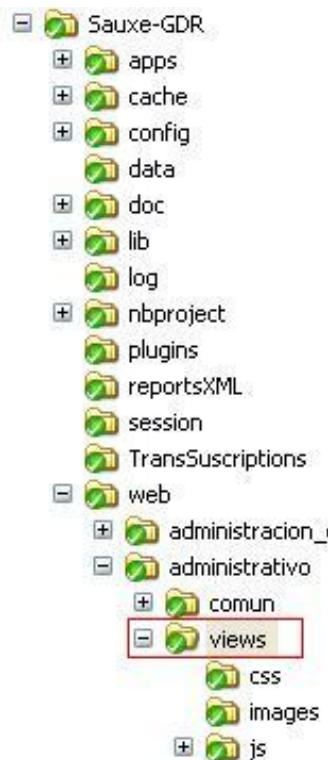 Sauxe-GDR
apps
cache
config
data
doc
lib
log
nbproject
plugins
reportsXML
session
TransSuscriptions
web
administracion_
administrativo
comun
views
css
images
js